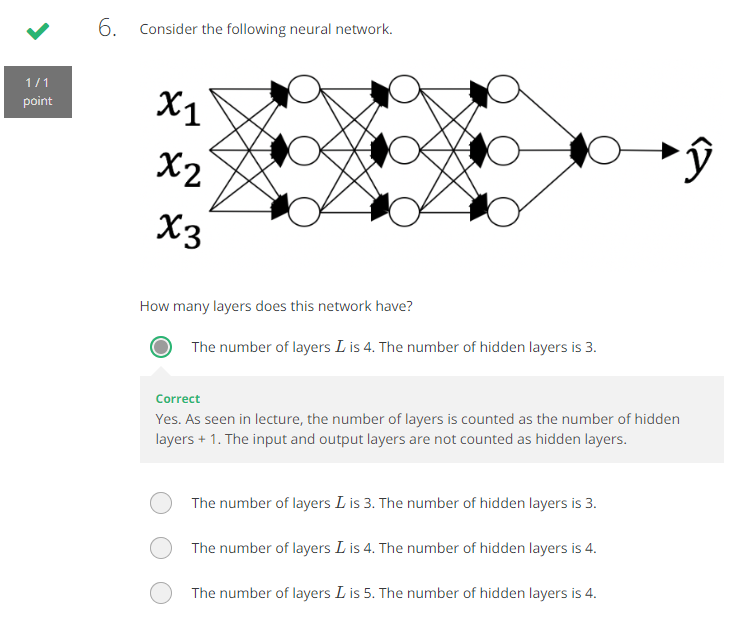 6. Consider the following neural network.
1 / 1
point
x₁
x₂
x₃
ŷ
How many layers does this network have?
The number of layers L is 4. The number of hidden layers is 3.
Correct
Yes. As seen in lecture, the number of layers is counted as the number of hidden
layers + 1. The input and output layers are not counted as hidden layers.
The number of layers L is 3. The number of hidden layers is 3.
The number of layers L is 4. The number of hidden layers is 4.
The number of layers L is 5. The number of hidden layers is 4.